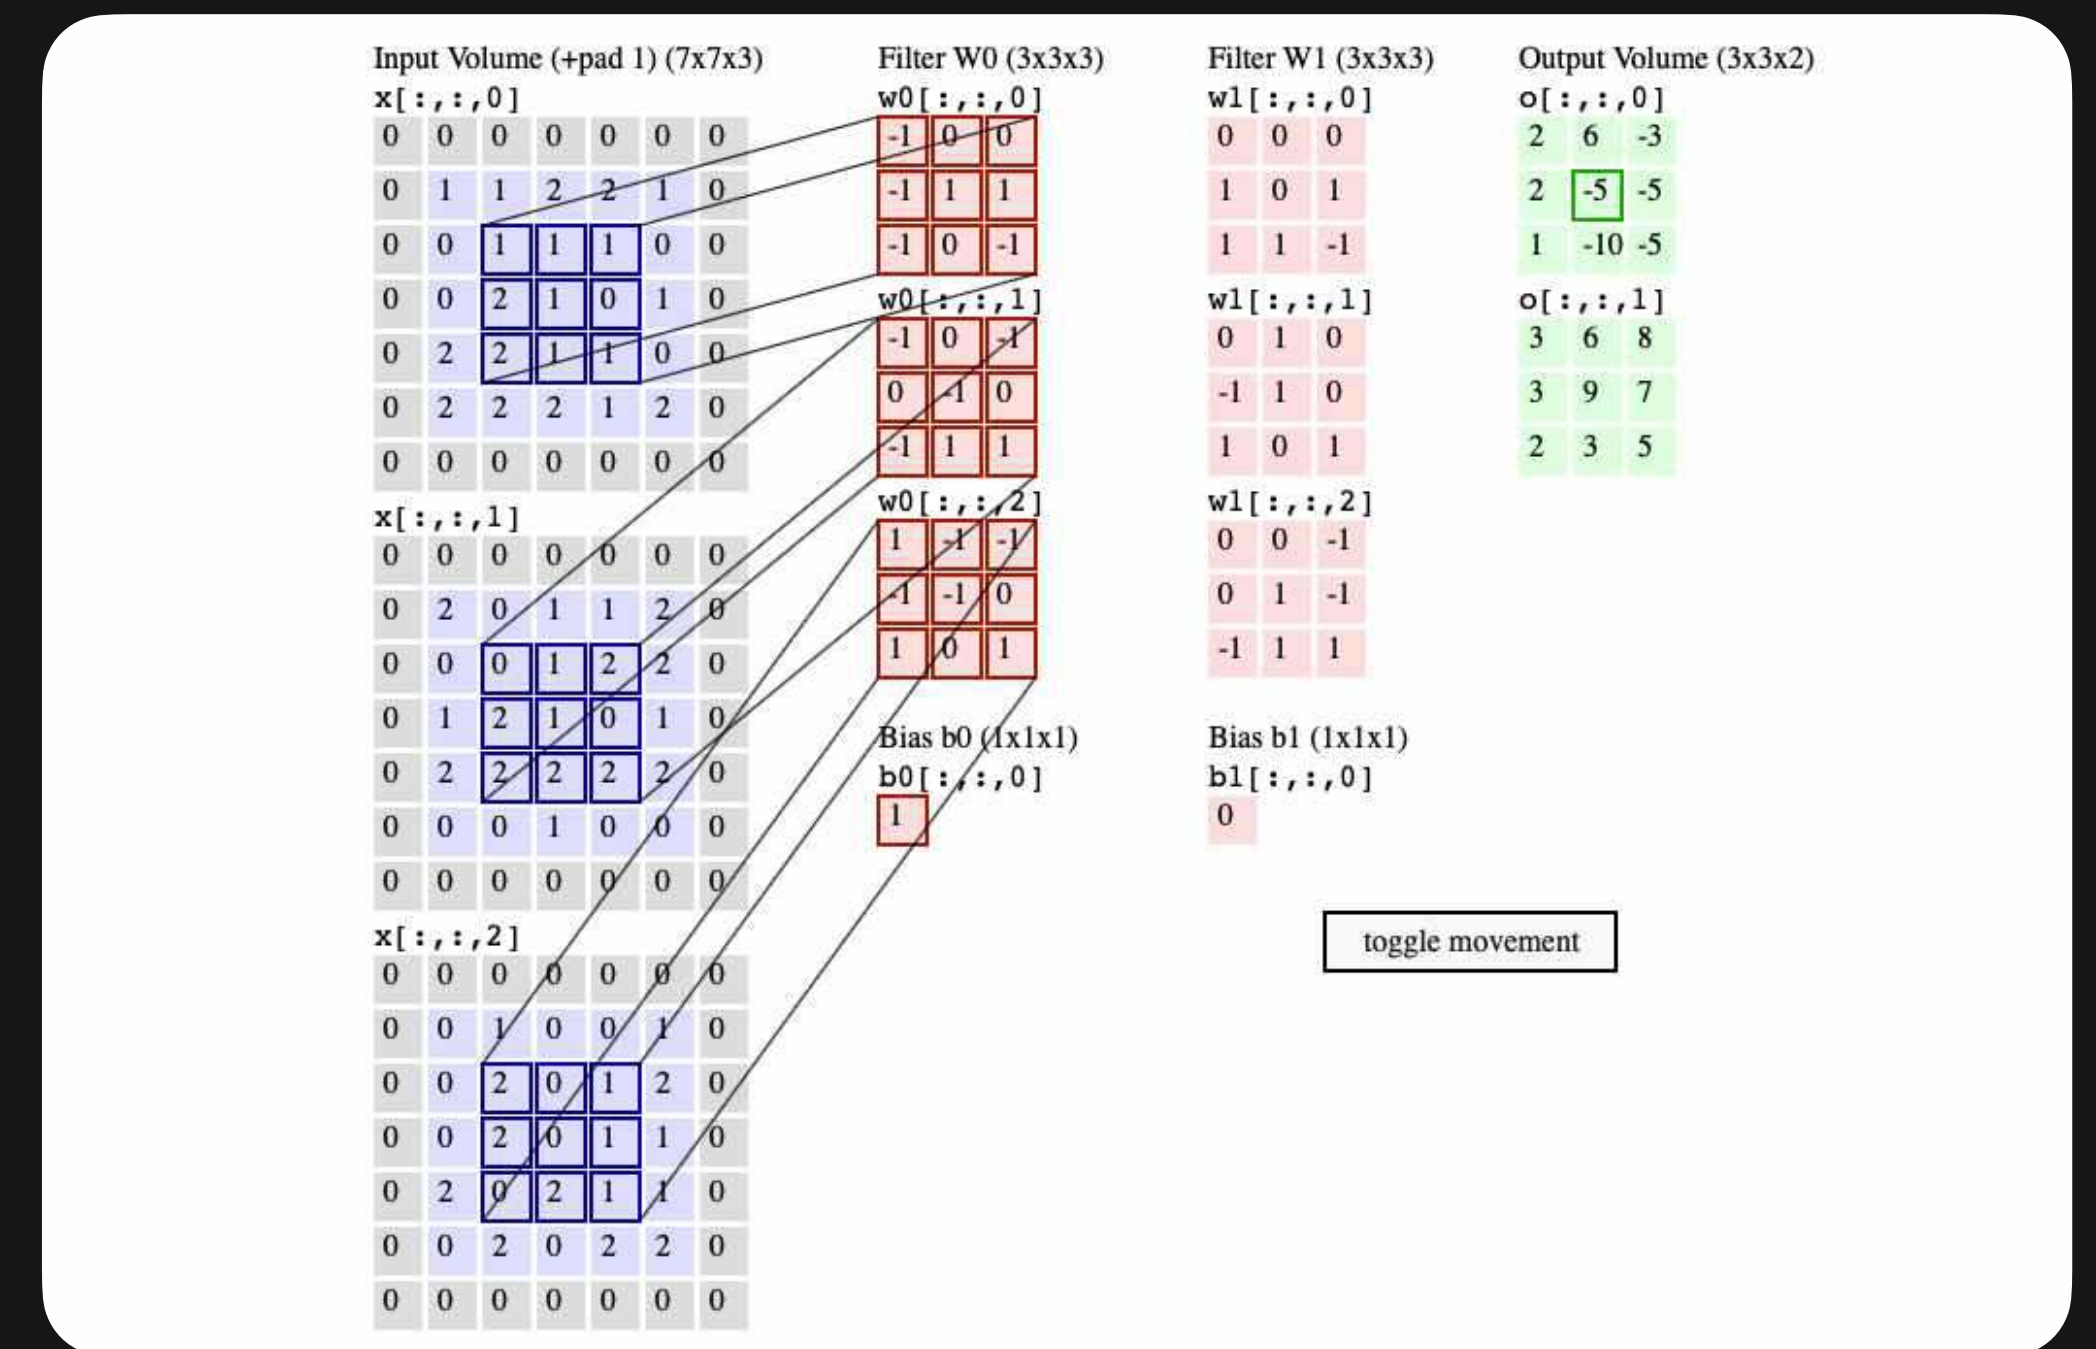 Input Volume (+pad 1) (7x7x3)
x[:,:,0]
0 0 0 0 0 0 0
0 1 1 2 2 1 0
0 0 1 1 1 0 0
0 0 2 1 0 1 0
0 2 2 1 1 0 0
0 2 2 2 1 2 0
0 0 0 0 0 0 0
x[:,:,1]
0 0 0 0 0 0 0
0 2 0 1 1 2 0
0 0 0 1 2 2 0
0 1 2 1 0 1 0
0 2 2 2 2 2 0
0 0 0 1 0 0 0
0 0 0 0 0 0 0
x[:,:,2]
0 0 0 0 0 0 0
0 0 1 0 0 1 0
0 0 2 0 1 2 0
0 0 2 0 1 1 0
0 2 0 2 1 1 0
0 0 2 0 2 2 0
0 0 0 0 0 0 0
Filter W0 (3x3x3)
w0[:,:,0]
-1 0 0
-1 1 1
-1 0 -1
w0[:,:,1]
-1 0 -1
0 -1 0
-1 1 1
w0[:,:,2]
1 -1 -1
-1 -1 0
1 0 1
Bias b0 (1x1x1)
b0[:,:,0]
1
Filter W1 (3x3x3)
w1[:,:,0]
0 0 0
1 0 1
1 1 -1
w1[:,:,1]
0 1 0
-1 1 0
1 0 1
w1[:,:,2]
0 0 -1
0 1 -1
-1 1 1
Bias b1 (1x1x1)
b1[:,:,0]
0
Output Volume (3x3x2)
o[:,:,0]
2 6 -3
2 -5 -5
1 -10 -5
o[:,:,1]
3 6 8
3 9 7
2 3 5
toggle movement